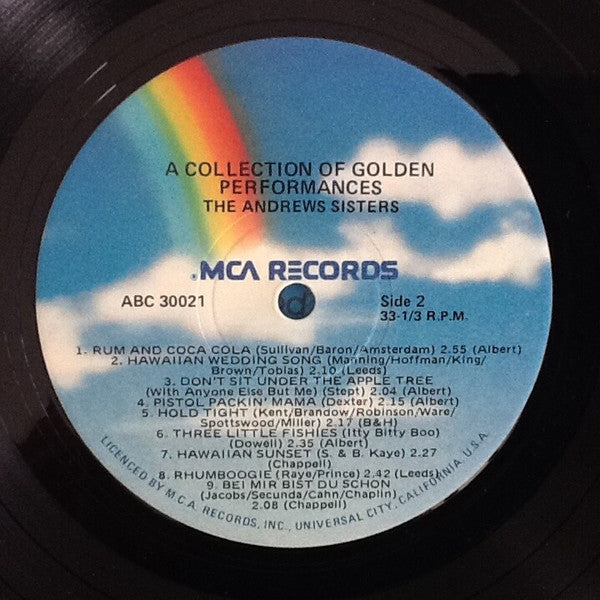 A COLLECTION OF GOLDEN
PERFORMANCES
THE ANDREWS SISTERS
.MCA RECORDS
ABC 30021
Side 2
33-1/3 R.P.M.
1. RUM AND COCA COLA (Sullivan/Baron/Amsterdam) 2.55 (Albert)
2. HAWAIIAN WEDDING SONG (Manning/Hoffman/King/
Brown/Tobias) 2.10 (Leeds)
3. DON'T SIT UNDER THE APPLE TREE
(With Anyone Else But Me) (Stept) 2.04 (Albert)
4. PISTOL PACKIN' MAMA (Dexter) 2.15 (Albert)
5. HOLD TIGHT (Kent/Brandow/Robinson/Ware/
Spottswood/Miller) 2.17 (B&H)
6. THREE LITTLE FISHIES (Itty Bitty Boo)
(Dowell) 2.35 (Albert)
7. HAWAIIAN SUNSET (S. & B. Kaye) 2.27
(Chappell)
8. RHUMBOOGIE (Raye/Prince) 2.42 (Leeds)
9. BEI MIR BIST DU SCHON
(Jacobs/Secunda/Cahn/Chaplin)
2.08 (Chappell)
LICENCED BY M.C.A. RECORDS, INC., UNIVERSAL CITY, CALIFORNIA, U.S.A.